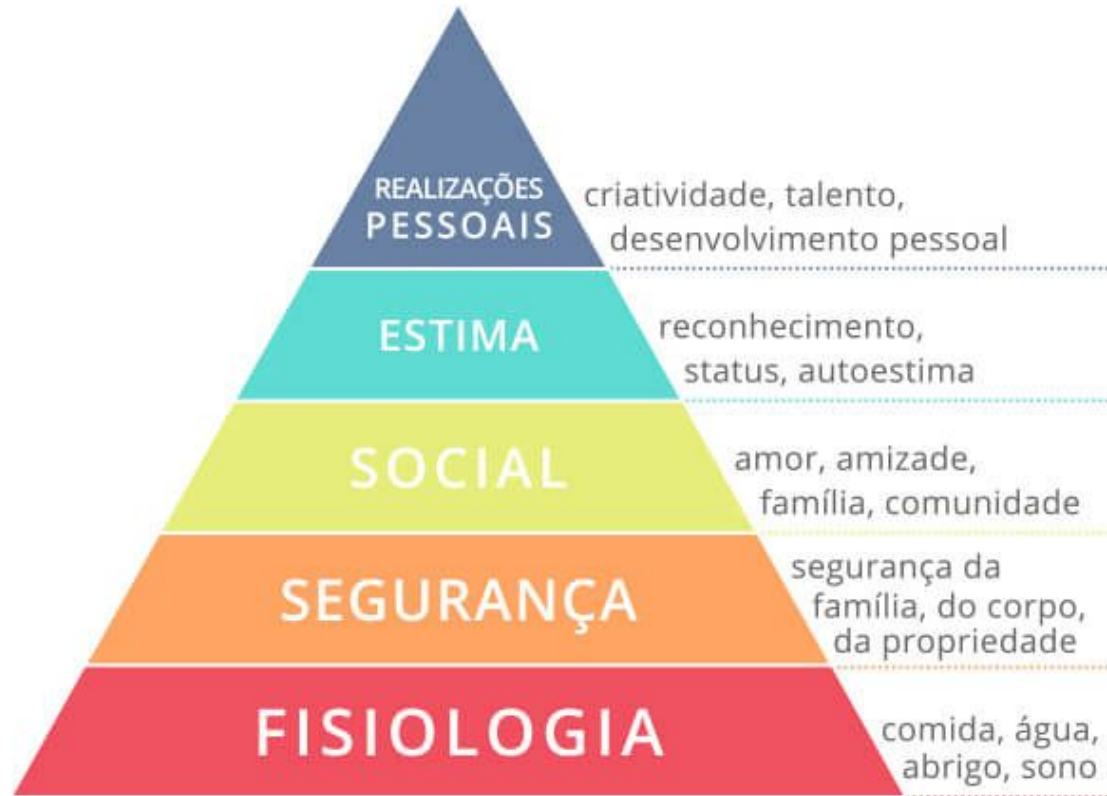 REALIZAÇÕES
PESSOAIS
criatividade, talento,
desenvolvimento pessoal
ESTIMA
reconhecimento,
status, autoestima
SOCIAL
amor, amizade,
família, comunidade
SEGURANÇA
segurança da
família, do corpo,
da propriedade
FISIOLOGIA
comida, água,
abrigo, sono